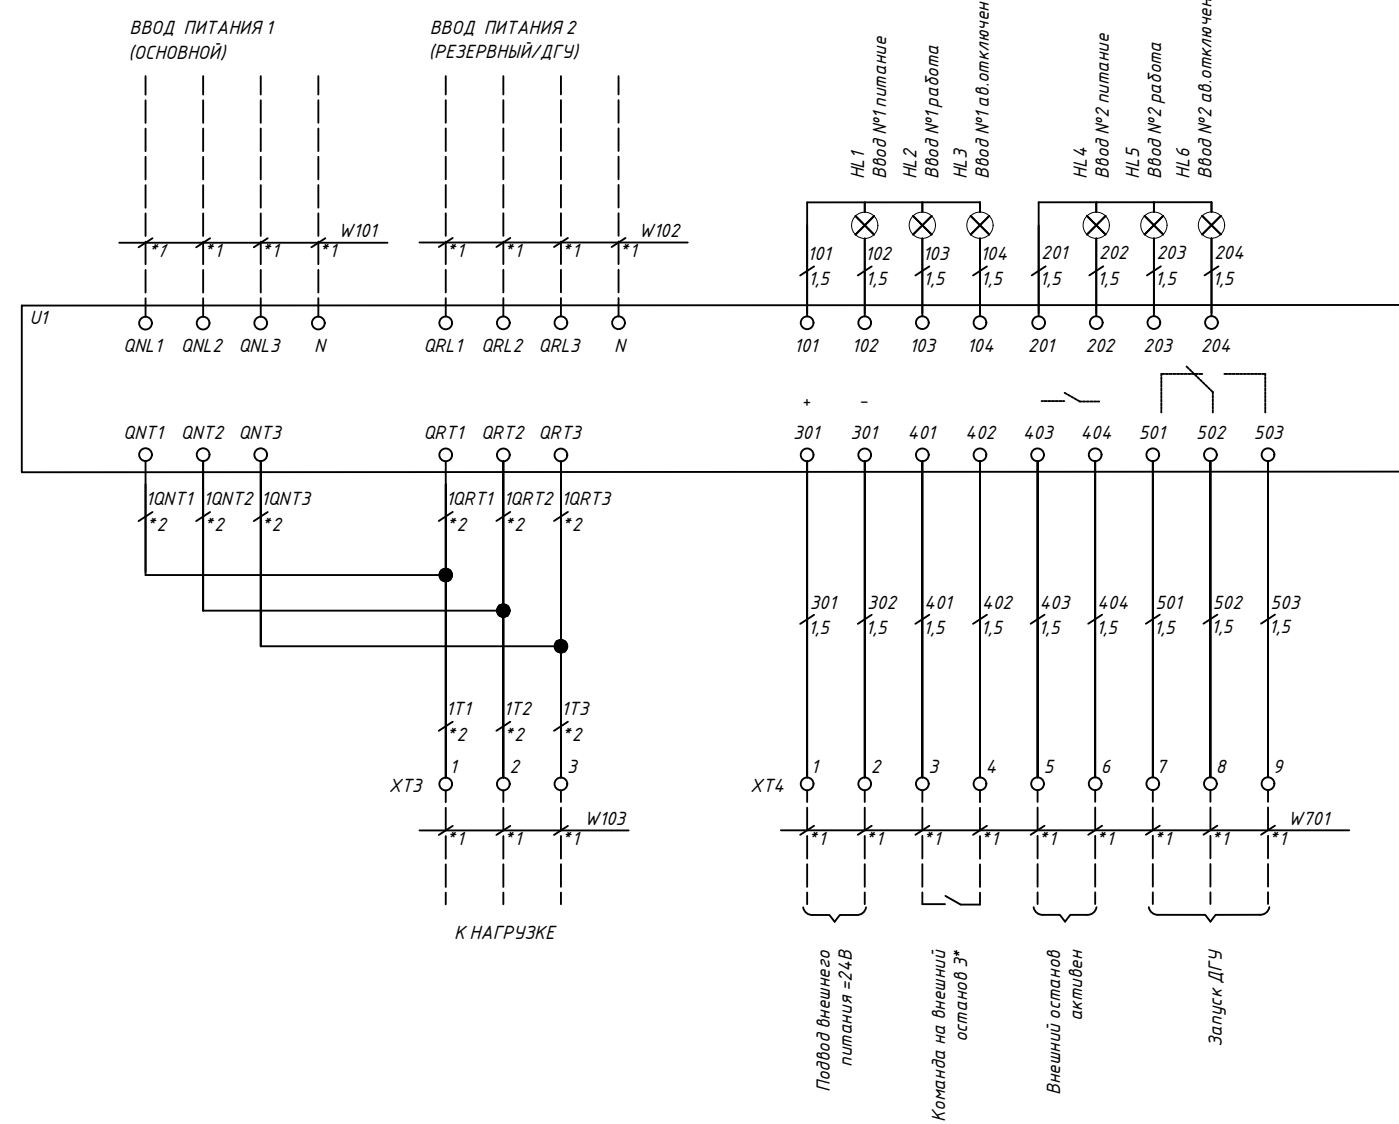 ВВОД ПИТАНИЯ 1
(ОСНОВНОЙ)
ВВОД ПИТАНИЯ 2
(РЕЗЕРВНЫЙ/ДГУ)
HL1
Ввод №1 питание
HL2
Ввод №1 работа
HL3
Ввод №1 ав.отключен
HL4
Ввод №2 питание
HL5
Ввод №2 работа
HL6
Ввод №2 ав.отключен
*1 *1 *1 *1 W101
*1 *1 *1 *1 W102
101 102 103 104 201 202 203 204
1,5 1,5 1,5 1,5 1,5 1,5 1,5 1,5
U1
QNL1 QNL2 QNL3 N QRL1 QRL2 QRL3 N 101 102 103 104 201 202 203 204
+ –
QNT1 QNT2 QNT3 QRT1 QRT2 QRT3 301 301 401 402 403 404 501 502 503
1QNT1 1QNT2 1QNT3 1QRT1 1QRT2 1QRT3
*2 *2 *2 *2 *2 *2
301 302 401 402 403 404 501 502 503
1,5 1,5 1,5 1,5 1,5 1,5 1,5 1,5 1,5
1T1 1T2 1T3
*2 *2 *2
XT3 1 2 3
XT4 1 2 3 4 5 6 7 8 9
*1 *1 *1 W103
*1 *1 *1 *1 *1 *1 *1 *1 *1 W701
К НАГРУЗКЕ
Подвод внешнего
питания =24В
Команда на внешний
останов 3*
Внешний останов
активен
Запуск ДГУ